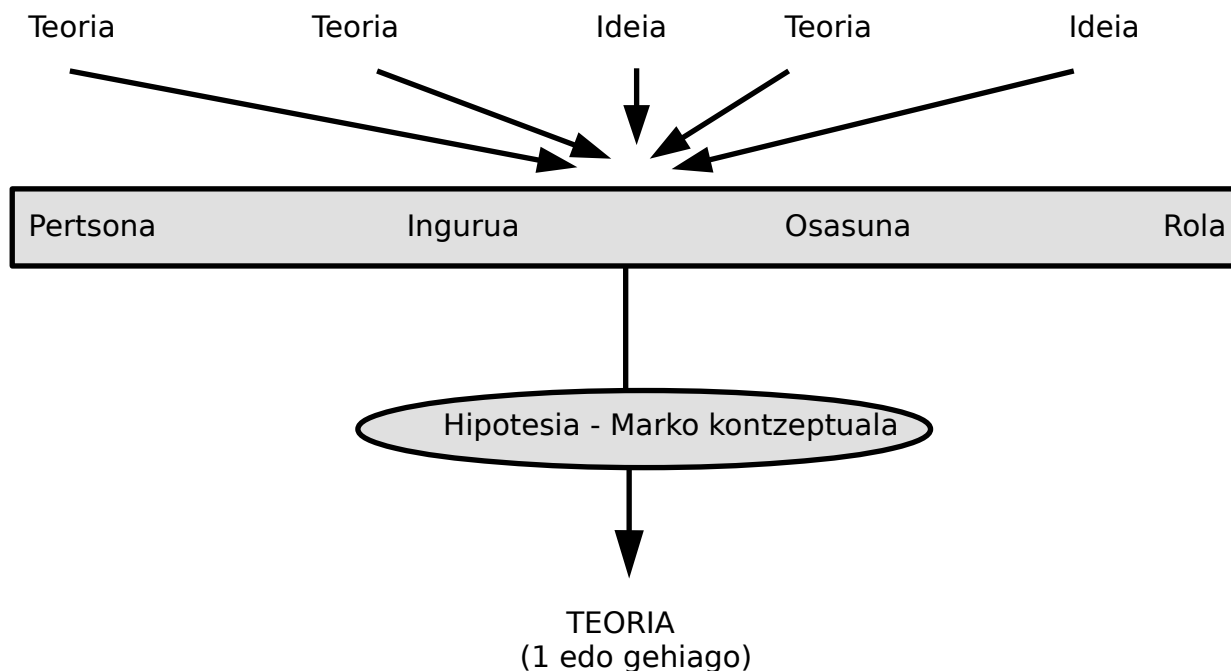 Teoria Teoria Ideia Teoria Ideia
Pertsona Ingurua Osasuna Rola
Hipotesia - Marko kontzeptuala
TEORIA
(1 edo gehiago)